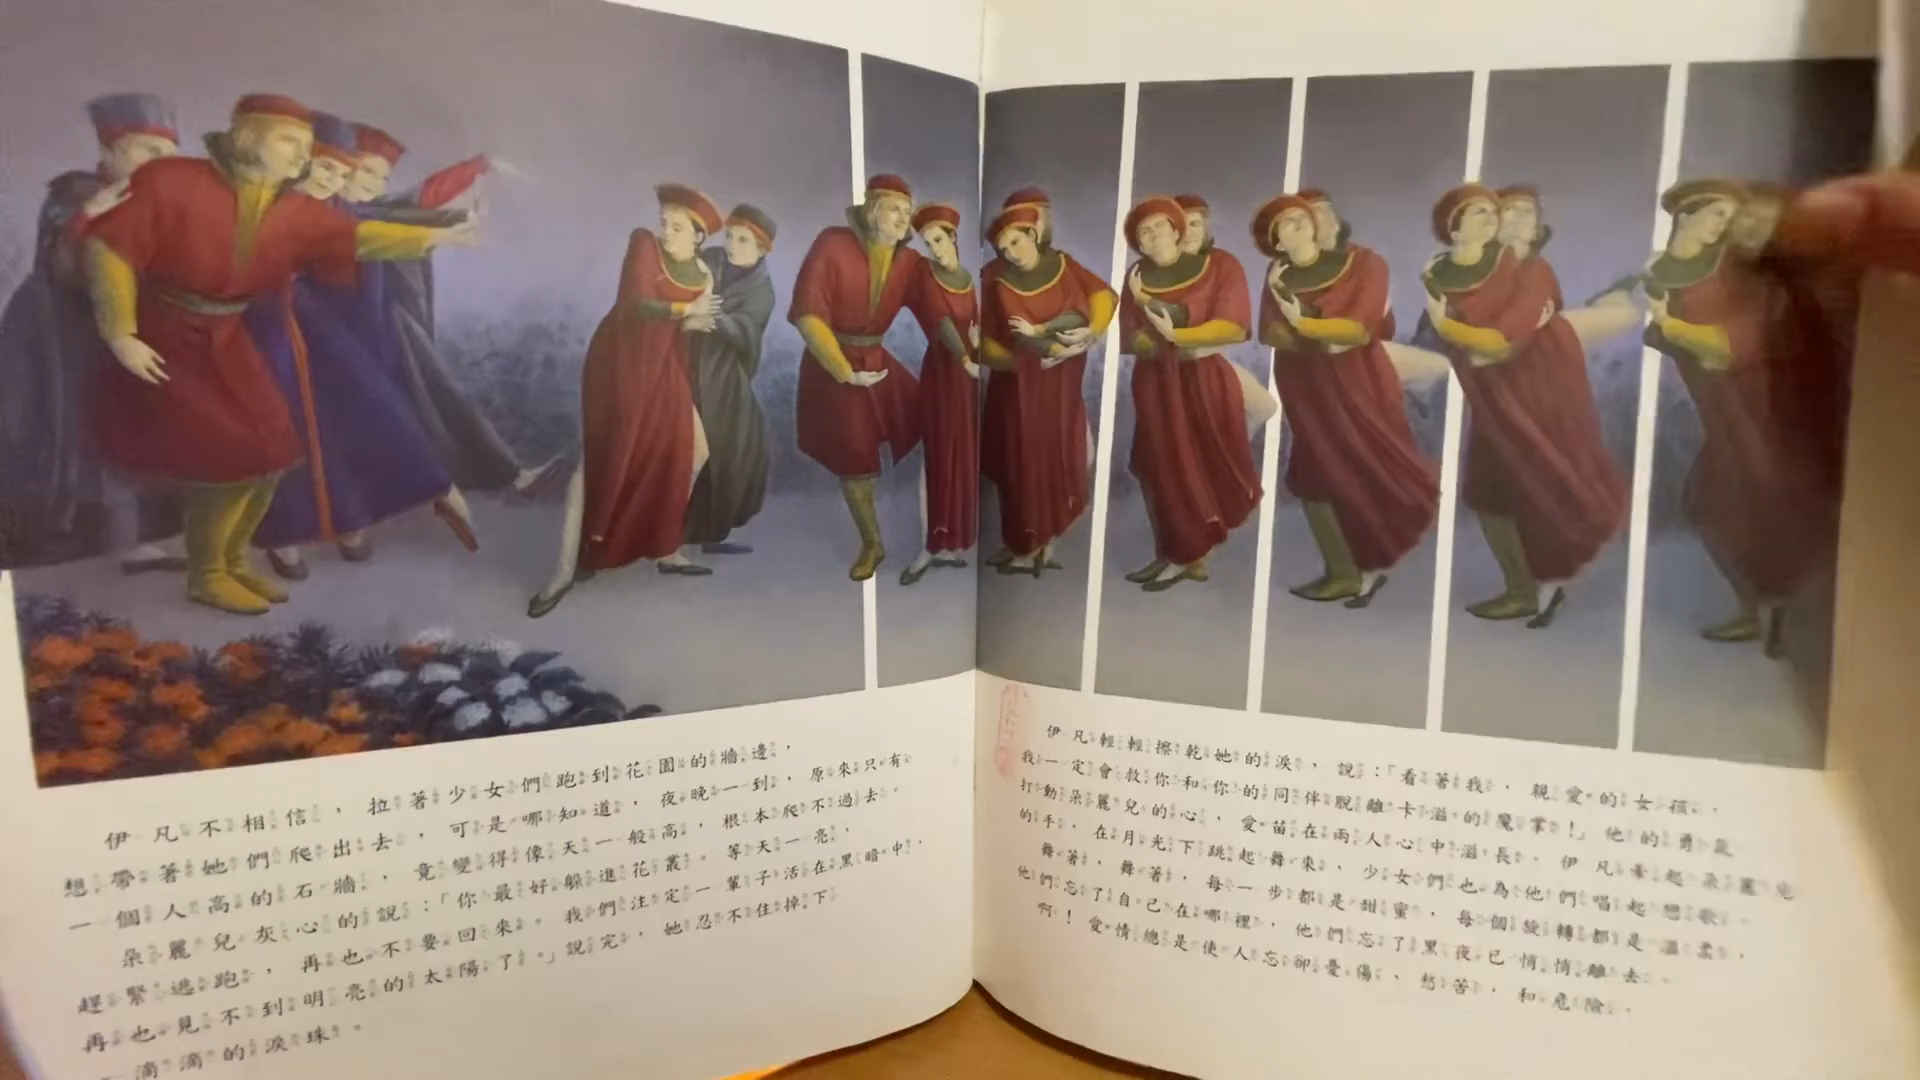 伊凡不相信，拉著少女們跑到花園的牆邊，
想帶著她們爬出去，可是哪知道，夜晚一到，原來只有
一個人高的石牆，竟變得像天一般高，根本爬不過去。
朵麗兒灰心的說：「你最好躲進花叢。等天一亮，
趕緊逃跑，再也不要回來。我們注定一輩子活在黑暗中，
再也見不到明亮的太陽了。」說完，她忍不住掉下
一滴滴的淚珠。
伊凡輕輕擦乾她的淚，說：「看著我，親愛的女孩，
我一定會救你和你的同伴脫離卡滋的魔掌！」他的勇氣
打動朵麗兒的心，愛苗在兩人心中滋長，伊凡牽起朵麗兒
的手，在月光下跳起舞來，少女們也為他們唱起戀歌。
舞著，舞著，每一步都是甜蜜，每個旋轉都是溫柔，
他們忘了自己在哪裡，他們忘了黑夜已悄悄離去。
啊！愛情總是使人忘卻憂傷、愁苦，和危險。